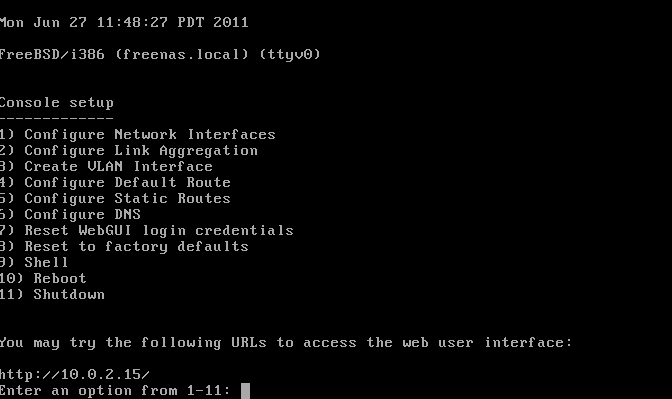 Mon Jun 27 11:48:27 PDT 2011
FreeBSD/i386 (freenas.local) (ttyv0)
Console setup
-------------
1) Configure Network Interfaces
2) Configure Link Aggregation
3) Create VLAN Interface
4) Configure Default Route
5) Configure Static Routes
6) Configure DNS
7) Reset WebGUI login credentials
8) Reset to factory defaults
9) Shell
10) Reboot
11) Shutdown
You may try the following URLs to access the web user interface:
http://10.0.2.15/
Enter an option from 1-11: